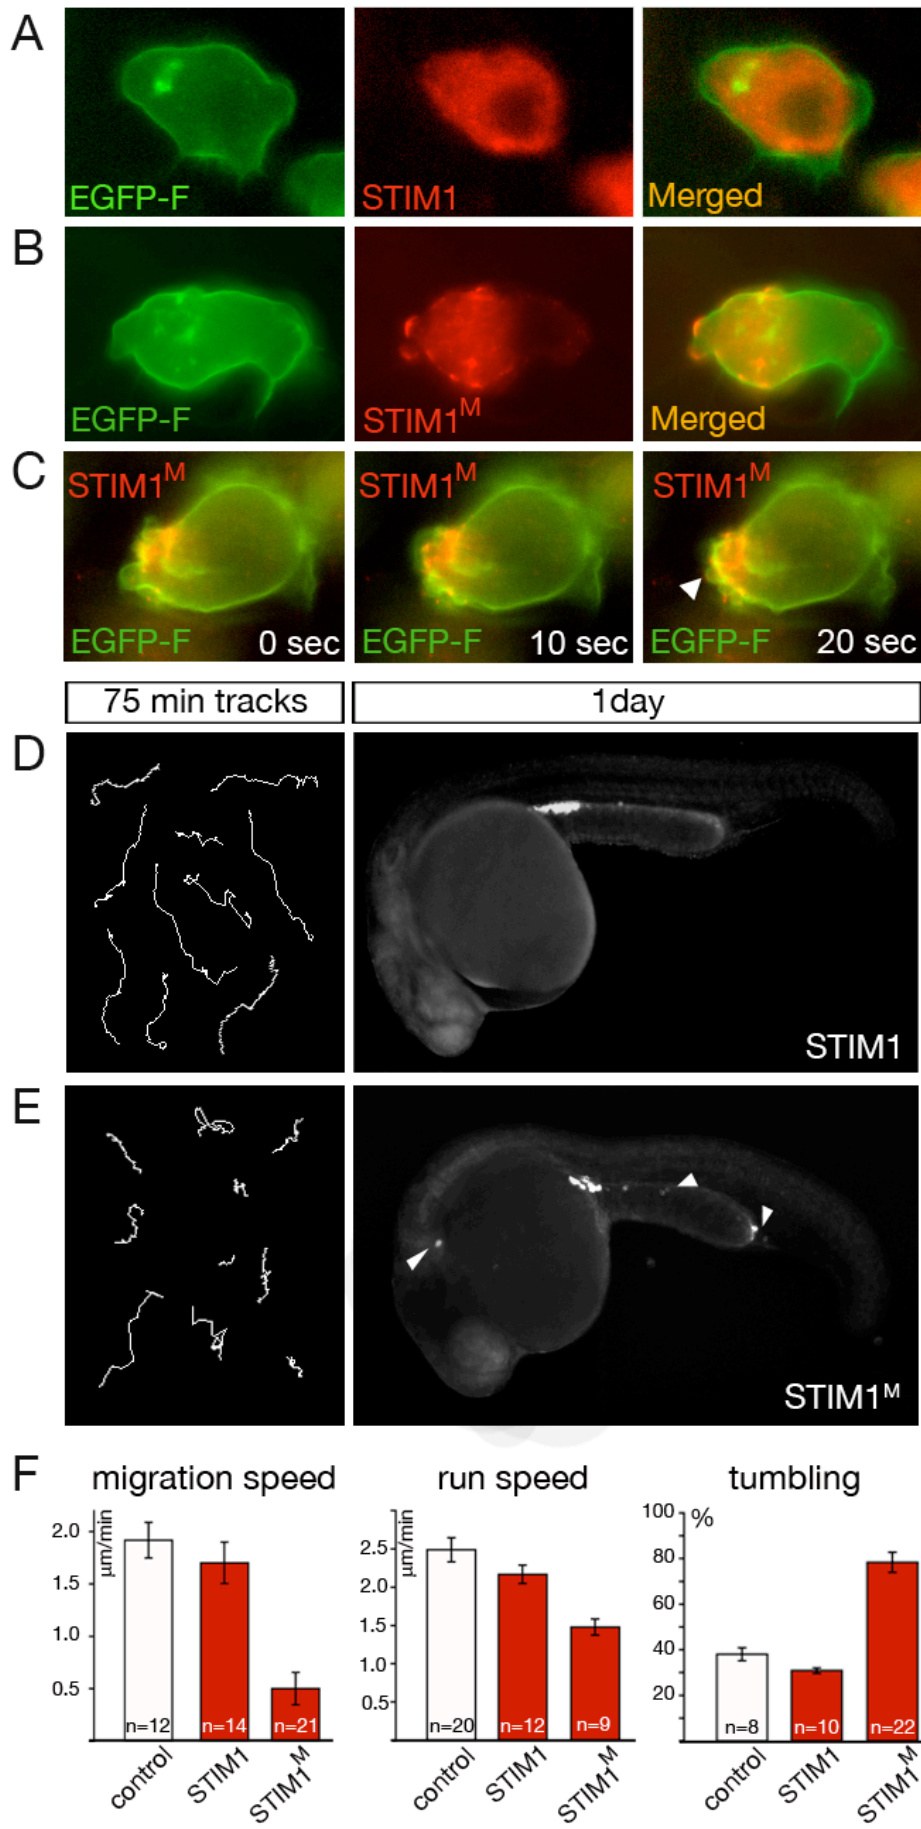 A
EGFP-F
STIM1
Merged
B
EGFP-F
STIM1ᴹ
Merged
C
STIM1ᴹ
EGFP-F
0 sec
STIM1ᴹ
EGFP-F
10 sec
STIM1ᴹ
EGFP-F
20 sec
75 min tracks
1day
D
STIM1
E
STIM1ᴹ
F
migration speed
µm/min
2.0
1.5
1.0
0.5
n=12
n=14
n=21
control
STIM1
STIM1ᴹ
run speed
µm/min
2.5
2.0
1.5
1.0
0.5
n=20
n=12
n=9
control
STIM1
STIM1ᴹ
tumbling
%
100
80
60
40
20
n=8
n=10
n=22
control
STIM1
STIM1ᴹ